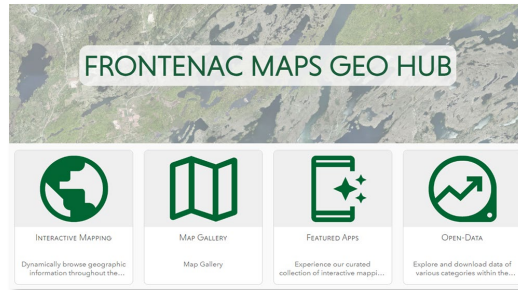 FRONTENAC MAPS GEO HUB
Interactive Mapping
Dynamically browse geographic
information throughout the...
Map Gallery
Map Gallery
Featured Apps
Experience our curated
collection of interactive mappi...
Open-Data
Explore and download data of
various categories within the...